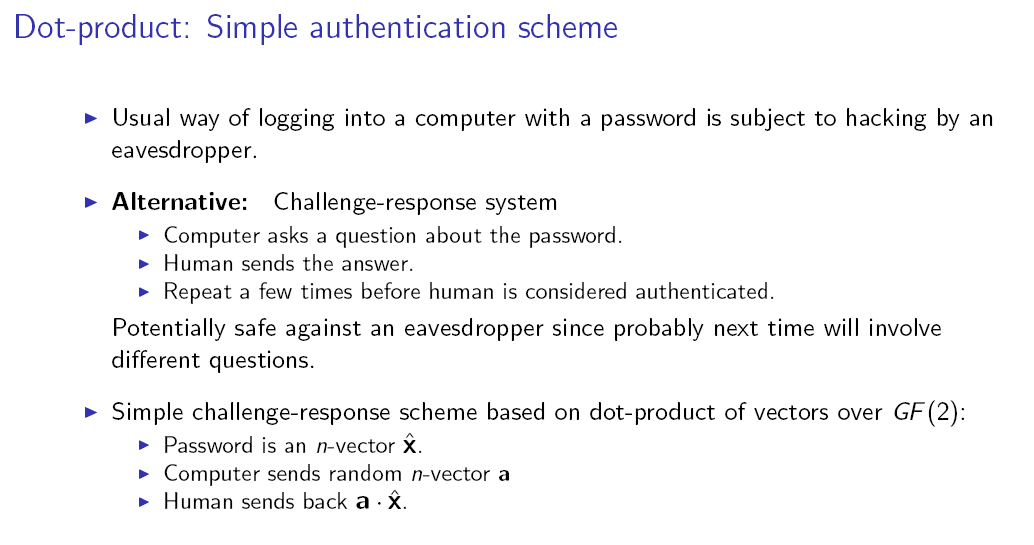 Dot-product: Simple authentication scheme
▶ Usual way of logging into a computer with a password is subject to hacking by an
eavesdropper.
▶ Alternative: Challenge-response system
▶ Computer asks a question about the password.
▶ Human sends the answer.
▶ Repeat a few times before human is considered authenticated.
Potentially safe against an eavesdropper since probably next time will involve
different questions.
▶ Simple challenge-response scheme based on dot-product of vectors over GF(2):
▶ Password is an n-vector x̂.
▶ Computer sends random n-vector a
▶ Human sends back a · x̂.